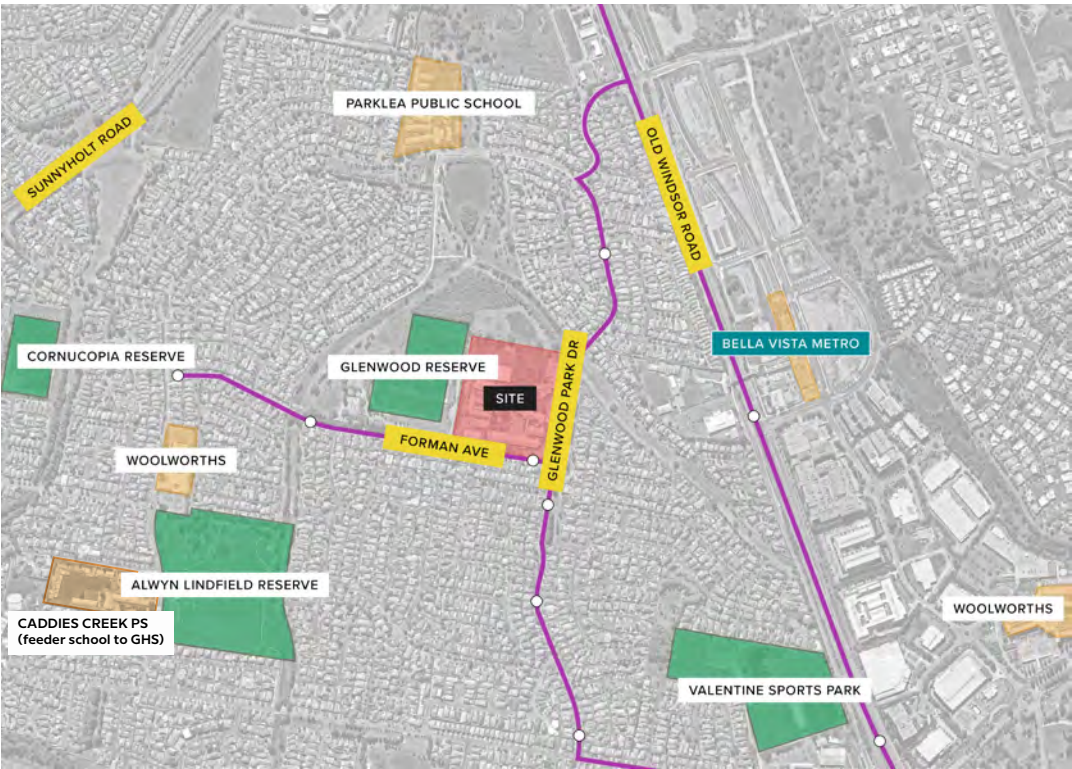 PARKLEA PUBLIC SCHOOL
SUNNYHOLT ROAD
OLD WINDSOR ROAD
BELLA VISTA METRO
CORNUCOPIA RESERVE
GLENWOOD RESERVE
SITE
GLENWOOD PARK DR
FORMAN AVE
WOOLWORTHS
ALWYN LINDFIELD RESERVE
CADDIES CREEK PS
(feeder school to GHS)
WOOLWORTHS
VALENTINE SPORTS PARK